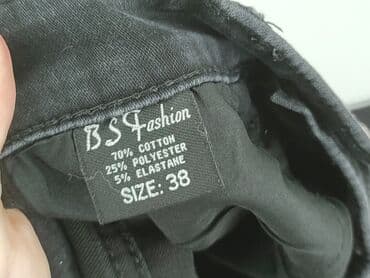 BS Fashion
70% COTTON
25% POLYESTER
5% ELASTANE
SIZE: 38